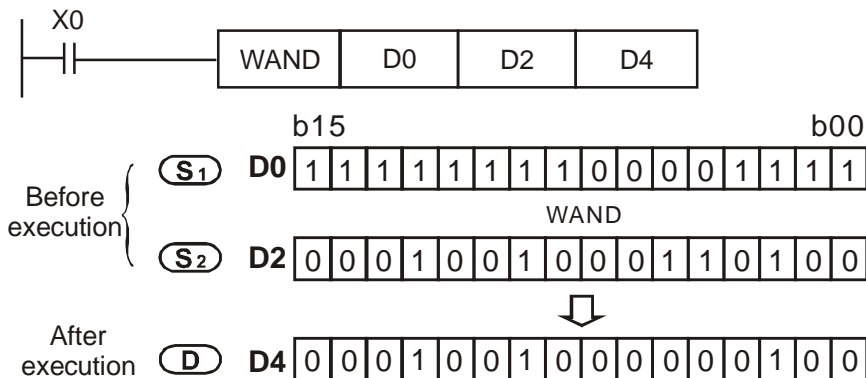 X0
WAND D0 D2 D4
b15 b00
S1 D0 1 1 1 1 1 1 1 1 0 0 0 0 1 1 1 1
Before
execution
WAND
S2 D2 0 0 0 1 0 0 1 0 0 0 1 1 0 1 0 0
After
execution
D D4 0 0 0 1 0 0 1 0 0 0 0 0 0 1 0 0